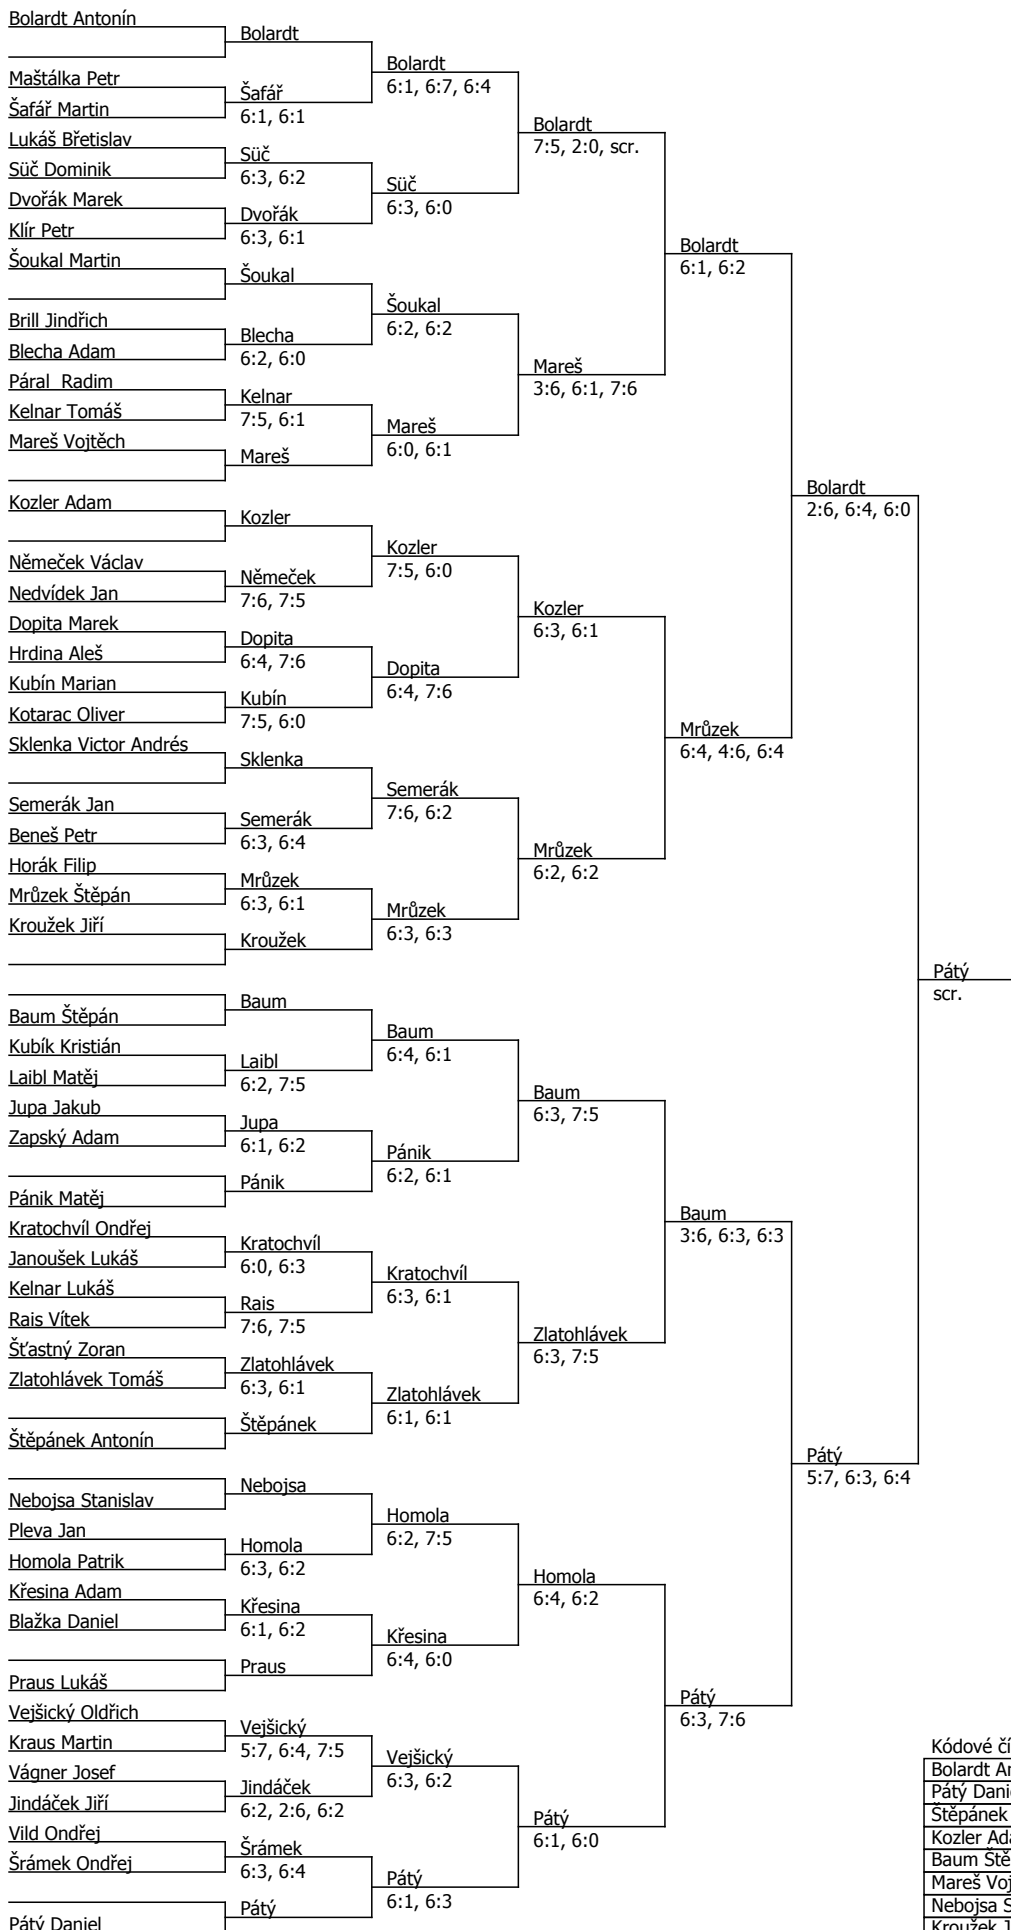 Bolardt Antonín
Maštálka Petr
Šafář Martin
Lukáš Břetislav
Süč Dominik
Dvořák Marek
Klír Petr
Šoukal Martin
Brill Jindřich
Blecha Adam
Páral  Radim
Kelnar Tomáš
Mareš Vojtěch
Kozler Adam
Němeček Václav
Nedvídek Jan
Dopita Marek
Hrdina Aleš
Kubín Marian
Kotarac Oliver
Sklenka Victor Andrés
Semerák Jan
Beneš Petr
Horák Filip
Mrůzek Štěpán
Kroužek Jiří
Baum Štěpán
Kubík Kristián
Laibl Matěj
Jupa Jakub
Zapský Adam
Pánik Matěj
Kratochvíl Ondřej
Janoušek Lukáš
Kelnar Lukáš
Rais Vítek
Šťastný Zoran
Zlatohlávek Tomáš
Štěpánek Antonín
Nebojsa Stanislav
Pleva Jan
Homola Patrik
Křesina Adam
Blažka Daniel
Praus Lukáš
Vejšický Oldřich
Kraus Martin
Vágner Josef
Jindáček Jiří
Vild Ondřej
Šrámek Ondřej
Pátý Daniel
Bolardt
Šafář
6:1, 6:1
Süč
6:3, 6:2
Dvořák
6:3, 6:1
Šoukal
Blecha
6:2, 6:0
Kelnar
7:5, 6:1
Mareš
Kozler
Němeček
7:6, 7:5
Dopita
6:4, 7:6
Kubín
7:5, 6:0
Sklenka
Semerák
6:3, 6:4
Mrůzek
6:3, 6:1
Kroužek
Baum
Laibl
6:2, 7:5
Jupa
6:1, 6:2
Pánik
Kratochvíl
6:0, 6:3
Rais
7:6, 7:5
Zlatohlávek
6:3, 6:1
Štěpánek
Nebojsa
Homola
6:3, 6:2
Křesina
6:1, 6:2
Praus
Vejšický
5:7, 6:4, 7:5
Jindáček
6:2, 2:6, 6:2
Šrámek
6:3, 6:4
Pátý
Bolardt
6:1, 6:7, 6:4
Süč
6:3, 6:0
Šoukal
6:2, 6:2
Mareš
6:0, 6:1
Kozler
7:5, 6:0
Dopita
6:4, 7:6
Semerák
7:6, 6:2
Mrůzek
6:3, 6:3
Baum
6:4, 6:1
Pánik
6:2, 6:1
Kratochvíl
6:3, 6:1
Zlatohlávek
6:1, 6:1
Homola
6:2, 7:5
Křesina
6:4, 6:0
Vejšický
6:3, 6:2
Pátý
6:1, 6:3
Bolardt
7:5, 2:0, scr.
Mareš
3:6, 6:1, 7:6
Kozler
6:3, 6:1
Mrůzek
6:2, 6:2
Baum
6:3, 7:5
Zlatohlávek
6:3, 7:5
Homola
6:4, 6:2
Pátý
6:1, 6:0
Bolardt
6:1, 6:2
Mrůzek
6:4, 4:6, 6:4
Baum
3:6, 6:3, 6:3
Pátý
6:3, 7:6
Bolardt
2:6, 6:4, 6:0
Pátý
5:7, 6:3, 6:4
Pátý
scr.
Kódové
Bolardt
Pátý
Štěpánek
Kozler
Baum
Mareš
Nebojsa
Kroužek